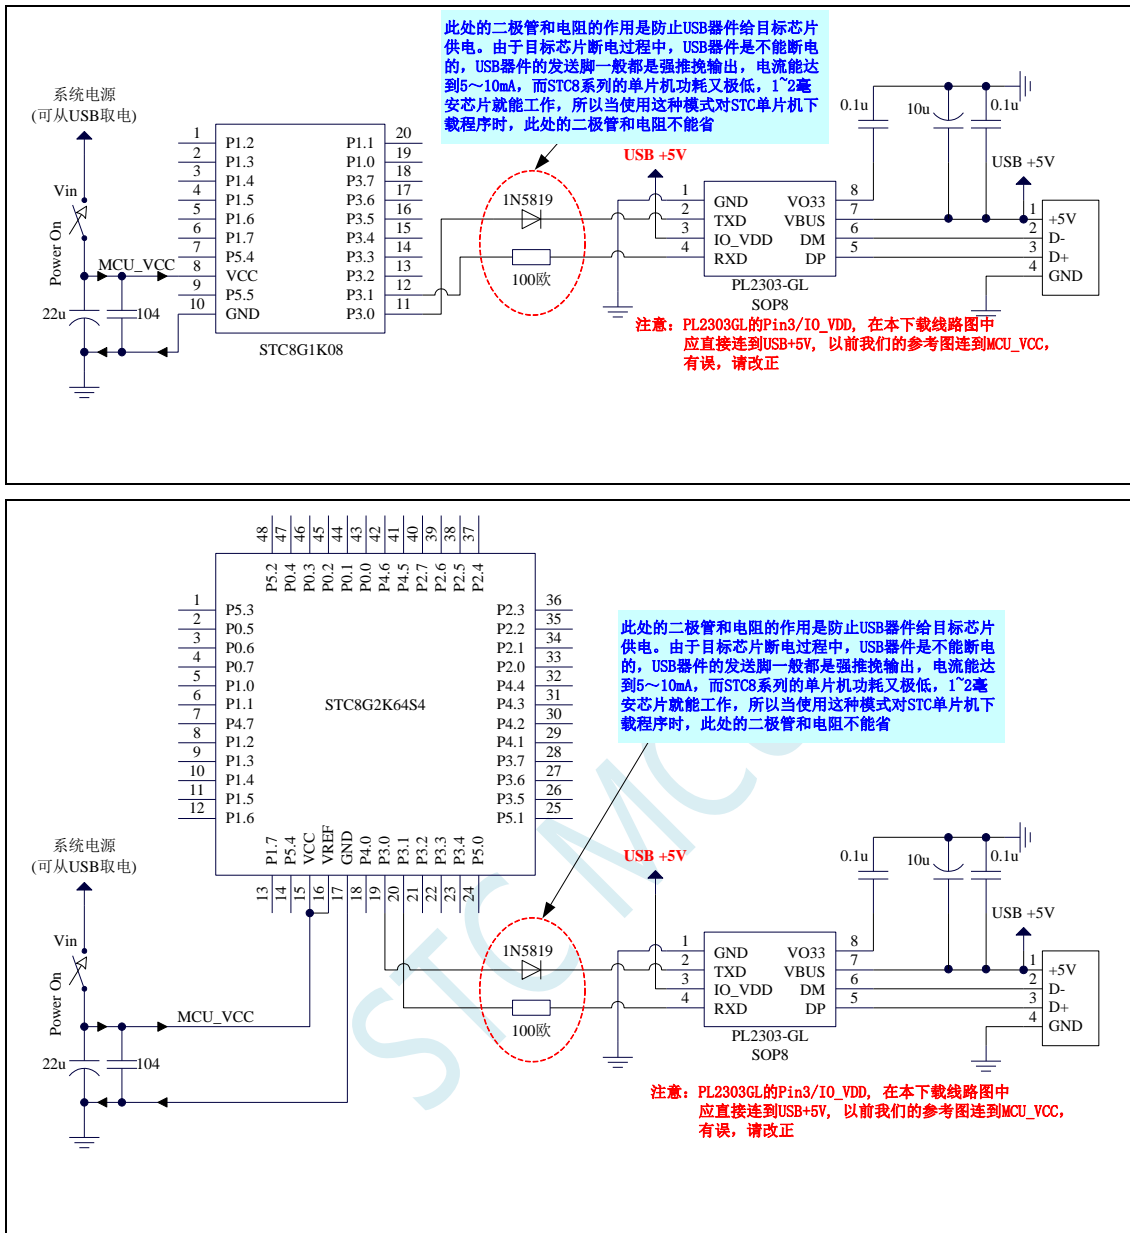 此处的二极管和电阻的作用是防止USB器件给目标芯片
供电。由于目标芯片断电过程中，USB器件是不能断电
的，USB器件的发送脚一般都是强推挽输出，电流能达
到5～10mA，而STC8系列的单片机功耗又极低，1~2毫
安芯片就能工作，所以当使用这种模式对STC单片机下
载程序时，此处的二极管和电阻不能省
系统电源
(可从USB取电)
Vin
Power On
MCU_VCC
22u
104
1 P1.2
2 P1.3
3 P1.4
4 P1.5
5 P1.6
6 P1.7
7 P5.4
8 VCC
9 P5.5
10 GND
P1.1 20
P1.0 19
P3.7 18
P3.6 17
P3.5 16
P3.4 15
P3.3 14
P3.2 13
P3.1 12
P3.0 11
STC8G1K08
1N5819
100欧
USB +5V
1 GND
2 TXD
3 IO_VDD
4 RXD
VO33 8
VBUS 7
DM 6
DP 5
PL2303-GL
SOP8
0.1u
10u
0.1u
USB +5V
1 +5V
2 D-
3 D+
4 GND
注意：PL2303GL的Pin3/IO_VDD, 在本下载线路图中
应直接连到USB+5V, 以前我们的参考图连到MCU_VCC,
有误，请改正
48 47 46 45 44 43 42 41 40 39 38 37
P5.2 P0.4 P0.3 P0.2 P0.1 P0.0 P4.6 P4.5 P2.7 P2.6 P2.5 P2.4
1 P5.3
2 P0.5
3 P0.6
4 P0.7
5 P1.0
6 P1.1
7 P4.7
8 P1.2
9 P1.3
10 P1.4
11 P1.5
12 P1.6
STC8G2K64S4
P2.3 36
P2.2 35
P2.1 34
P2.0 33
P4.4 32
P4.3 31
P4.2 30
P4.1 29
P3.7 28
P3.6 27
P3.5 26
P5.1 25
P1.7 P5.4 VCC VREF GND P4.0 P3.0 P3.1 P3.2 P3.3 P3.4 P5.0
13 14 15 16 17 18 19 20 21 22 23 24
此处的二极管和电阻的作用是防止USB器件给目标芯片
供电。由于目标芯片断电过程中，USB器件是不能断电
的，USB器件的发送脚一般都是强推挽输出，电流能达
到5～10mA，而STC8系列的单片机功耗又极低，1~2毫
安芯片就能工作，所以当使用这种模式对STC单片机下
载程序时，此处的二极管和电阻不能省
系统电源
(可从USB取电)
Vin
Power On
MCU_VCC
22u
104
1N5819
100欧
USB +5V
1 GND
2 TXD
3 IO_VDD
4 RXD
VO33 8
VBUS 7
DM 6
DP 5
PL2303-GL
SOP8
0.1u
10u
0.1u
USB +5V
1 +5V
2 D-
3 D+
4 GND
注意：PL2303GL的Pin3/IO_VDD, 在本下载线路图中
应直接连到USB+5V, 以前我们的参考图连到MCU_VCC,
有误，请改正
STC MC